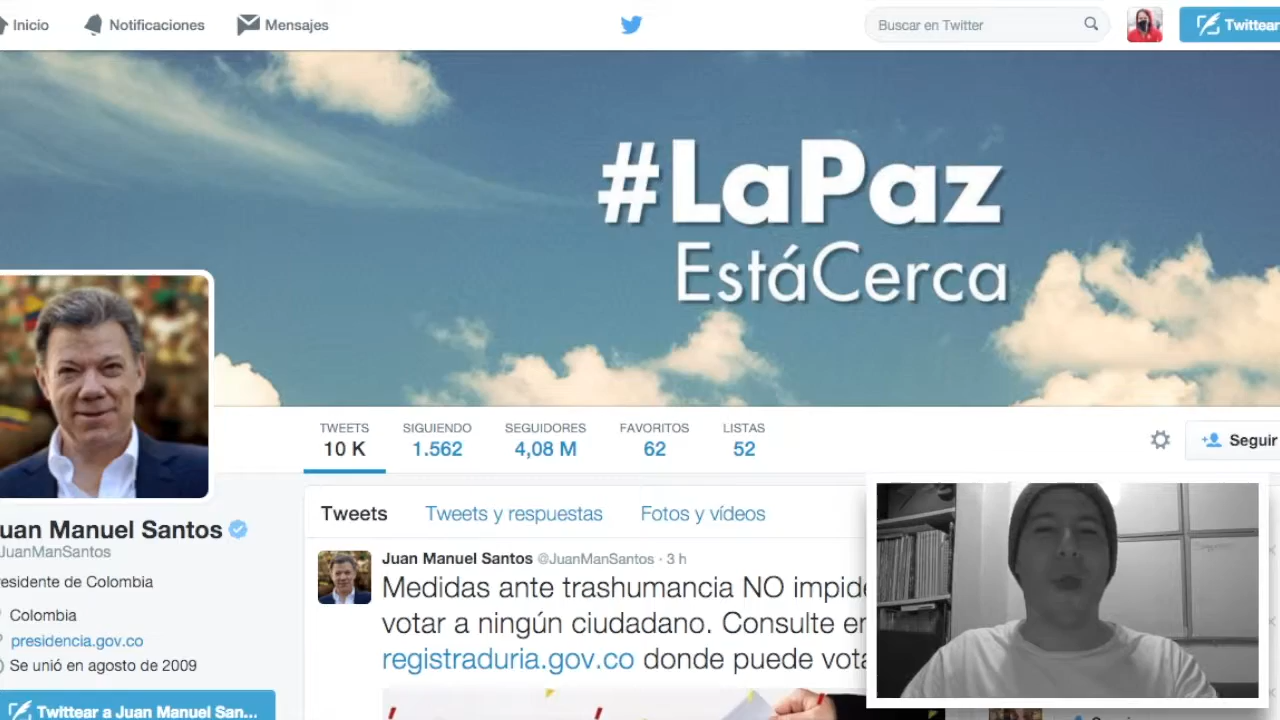 Inicio Notificaciones Mensajes Buscar en Twitter Twittear
#LaPaz
EstáCerca
TWEETS SIGUIENDO SEGUIDORES FAVORITOS LISTAS
10 K 1.562 4,08 M 62 52
Seguir
uan Manuel Santos
JuanManSantos
residente de Colombia
Colombia
presidencia.gov.co
Se unió en agosto de 2009
Twittear a Juan Manuel San...
Tweets Tweets y respuestas Fotos y vídeos
Juan Manuel Santos @JuanManSantos · 3 h
Medidas ante trashumancia NO impide
votar a ningún ciudadano. Consulte en
registraduria.gov.co donde puede vota